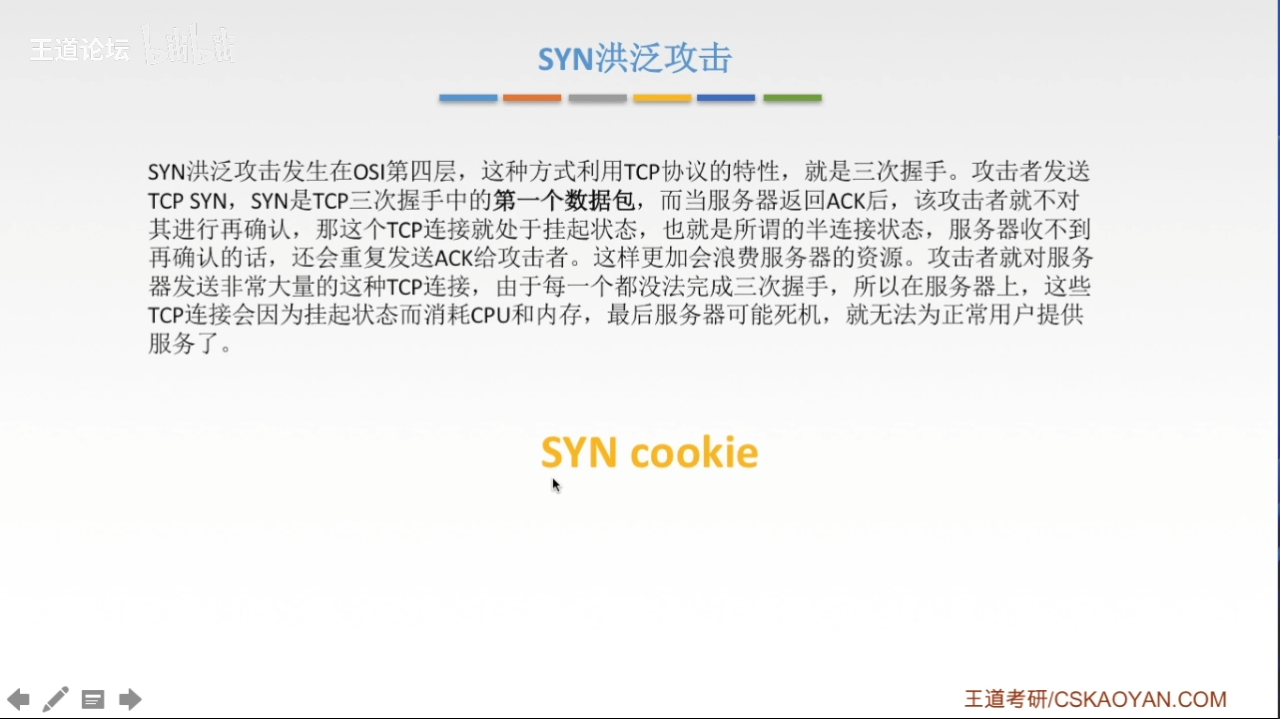 王道论坛 bilibili
SYN洪泛攻击
SYN洪泛攻击发生在OSI第四层，这种方式利用TCP协议的特性，就是三次握手。攻击者发送
TCP SYN，SYN是TCP三次握手中的第一个数据包，而当服务器返回ACK后，该攻击者就不对
其进行再确认，那这个TCP连接就处于挂起状态，也就是所谓的半连接状态，服务器收不到
再确认的话，还会重复发送ACK给攻击者。这样更加会浪费服务器的资源。攻击者就对服务
器发送非常大量的这种TCP连接，由于每一个都没法完成三次握手，所以在服务器上，这些
TCP连接会因为挂起状态而消耗CPU和内存，最后服务器可能死机，就无法为正常用户提供
服务了。
SYN cookie
王道考研/CSKAOYAN.COM